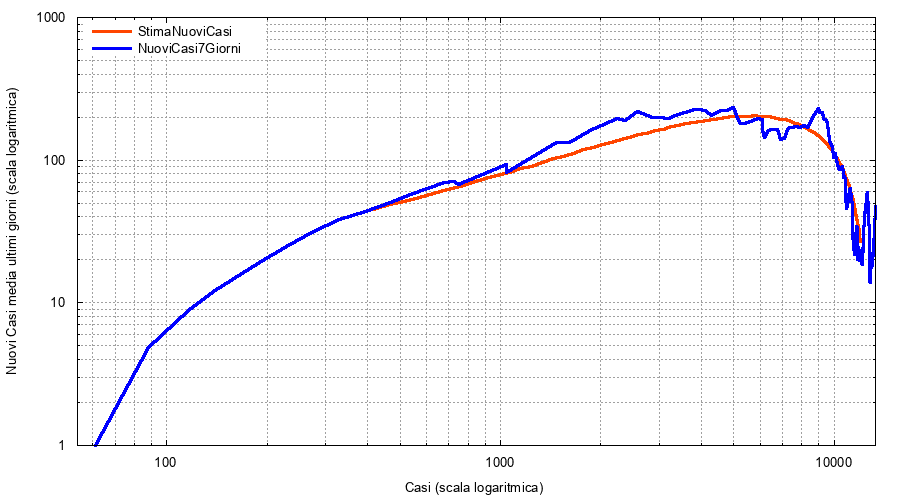 1000
StimaNuoviCasi
NuoviCasi7Giorni
100
10
1
100
1000
10000
Casi (scala logaritmica)
Nuovi Casi media ultimi giorni (scala logaritmica)